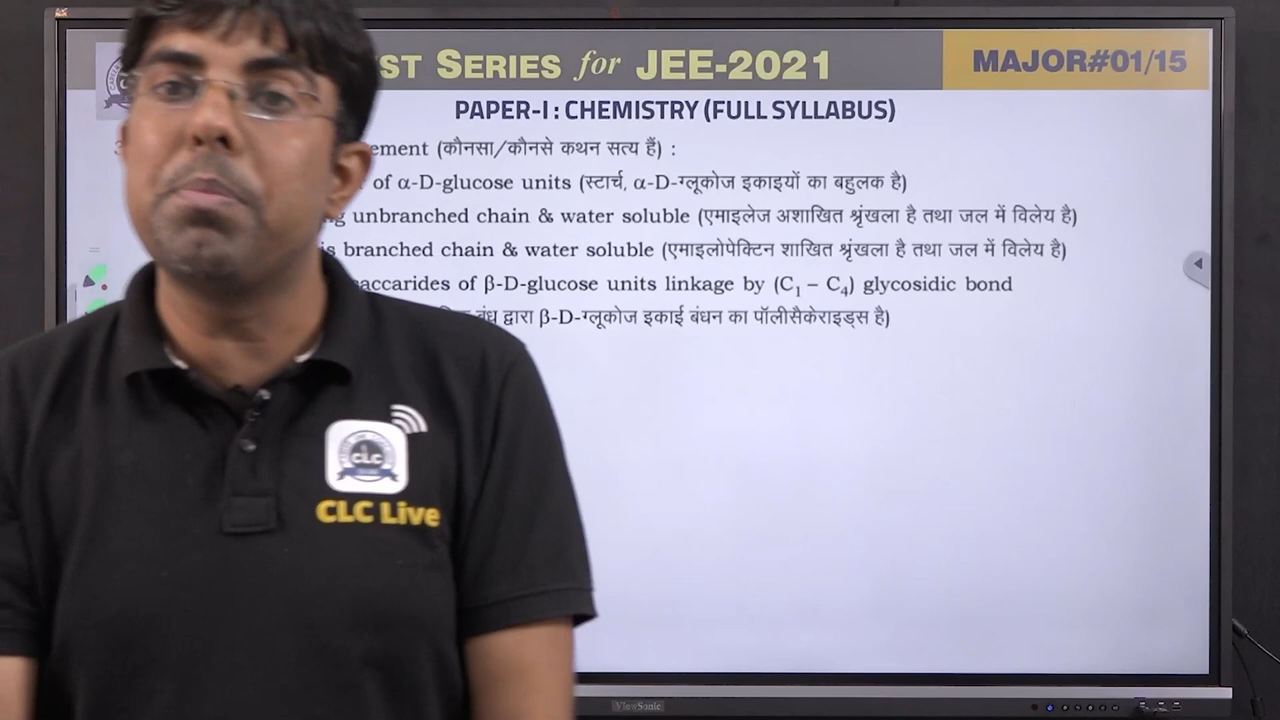 ST SERIES for JEE-2021
MAJOR#01/15
PAPER-I : CHEMISTRY (FULL SYLLABUS)
(कौनसा/कौनसे कथन सत्य हैं) :
of α-D-glucose units (स्टार्च, α-D-ग्लूकोज इकाइयों का बहुलक है)
unbranched chain & water soluble (एमाइलेज अशाखित श्रृंखला है तथा जल में विलेय है)
is branched chain & water soluble (एमाइलोपेक्टिन शाखित श्रृंखला है तथा जल में विलेय है)
accarides of β-D-glucose units linkage by (C₁ – C₄) glycosidic bond
बंध द्वारा β-D-ग्लूकोज इकाई बंधन का पॉलीसैकेराइड्स है)
CLC
CLC Live
ViewSonic